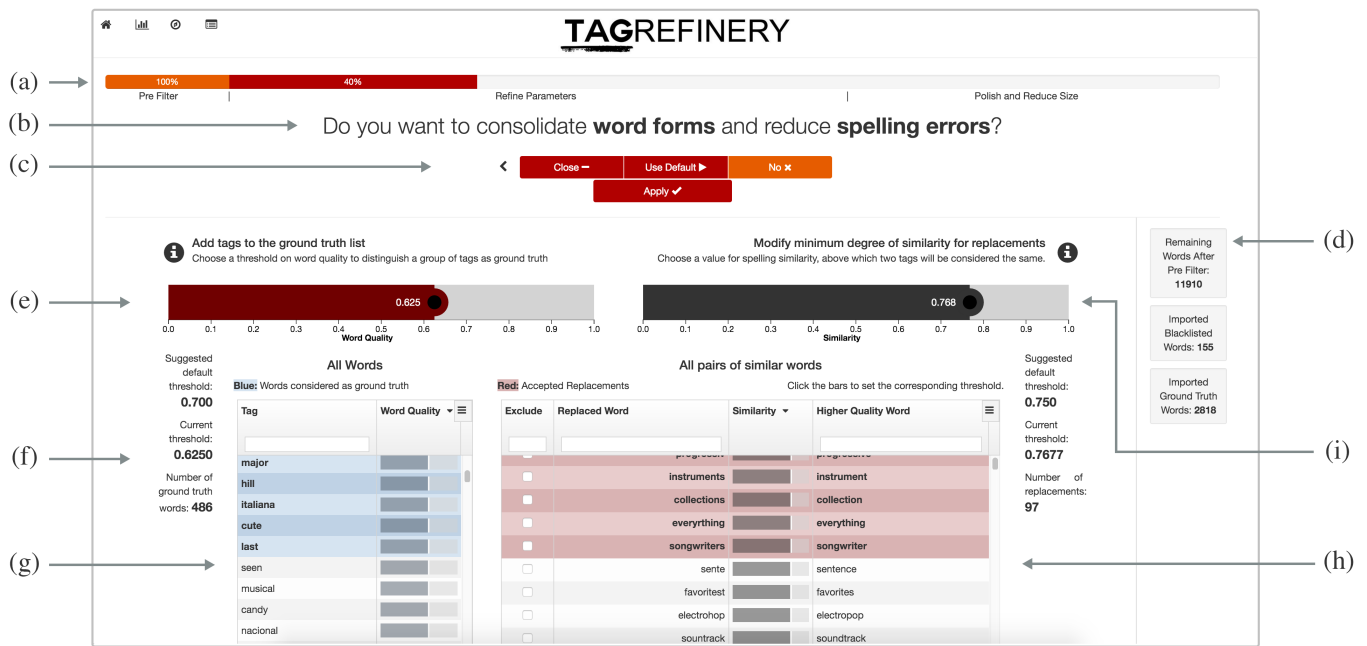 TAGREFINERY
(a)
100%
40%
Pre Filter
Refine Parameters
Polish and Reduce Size
(b)
Do you want to consolidate word forms and reduce spelling errors?
(c)
Close
Use Default
No
Apply
(d)
Remaining
Words After
Pre Filter:
11910
Imported
Blacklisted
Words: 155
Imported
Ground Truth
Words: 2818
Add tags to the ground truth list
Choose a threshold on word quality to distinguish a group of tags as ground truth
Modify minimum degree of similarity for replacements
Choose a value for spelling similarity, above which two tags will be considered the same.
(e)
0.625
0.0 0.1 0.2 0.3 0.4 0.5 0.6 0.7 0.8 0.9 1.0
Word Quality
0.768
0.0 0.1 0.2 0.3 0.4 0.5 0.6 0.7 0.8 0.9 1.0
Similarity
(i)
Suggested
default
threshold:
0.700
Current
threshold:
0.6250
Number of
ground truth
words: 486
(f)
All Words
Blue: Words considered as ground truth
Tag Word Quality
major
hill
italiana
cute
last
seen
musical
candy
nacional
(g)
All pairs of similar words
Red: Accepted Replacements
Click the bars to set the corresponding threshold.
Exclude Replaced Word Similarity Higher Quality Word
progressiv progressive
instruments instrument
collections collection
everyrthing everything
songwriters songwriter
sente sentence
favoritest favorites
electrohop electropop
sountrack soundtrack
(h)
Suggested
default
threshold:
0.750
Current
threshold:
0.7677
Number of
replacements:
97